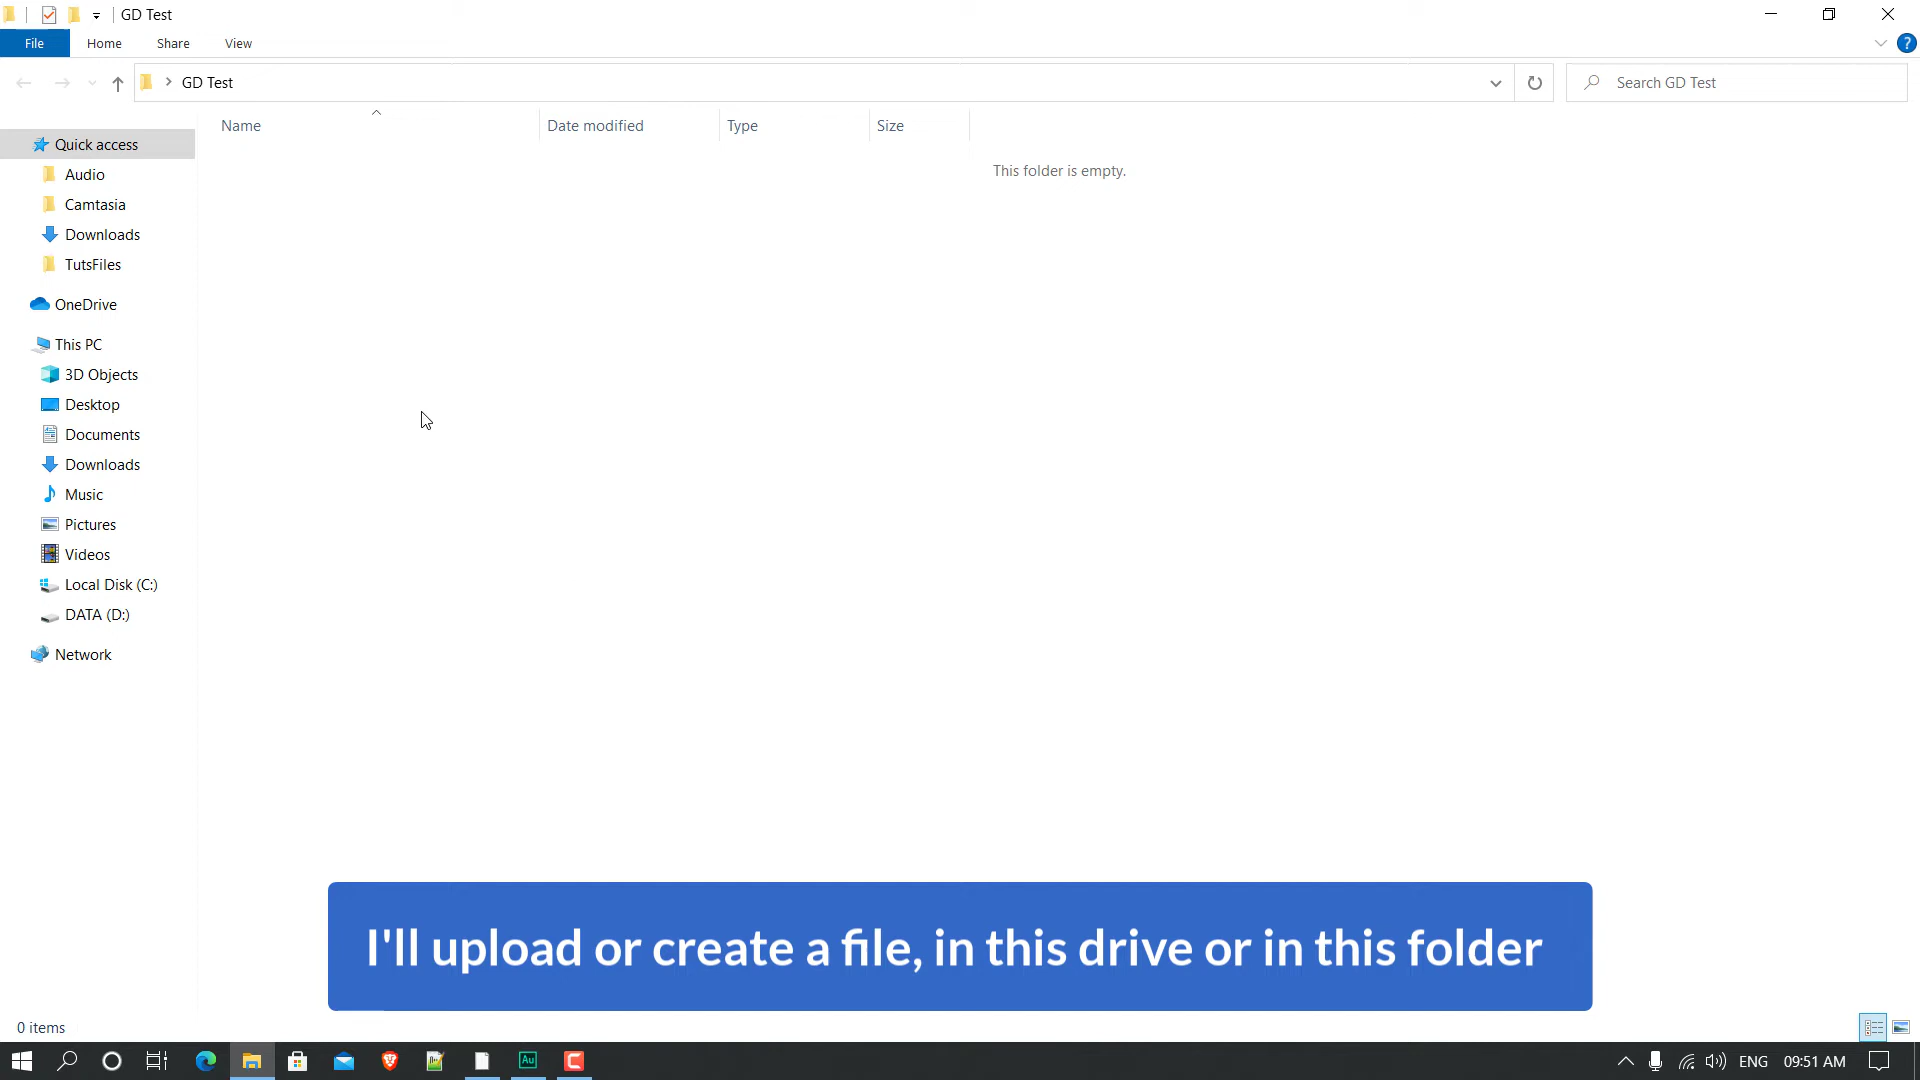 GD Test
File Home Share View
GD Test
Search GD Test
Name Date modified Type Size
This folder is empty.
Quick access
Audio
Camtasia
Downloads
TutsFiles
OneDrive
This PC
3D Objects
Desktop
Documents
Downloads
Music
Pictures
Videos
Local Disk (C:)
DATA (D:)
Network
I'll upload or create a file, in this drive or in this folder
0 items
Au
ENG 09:51 AM